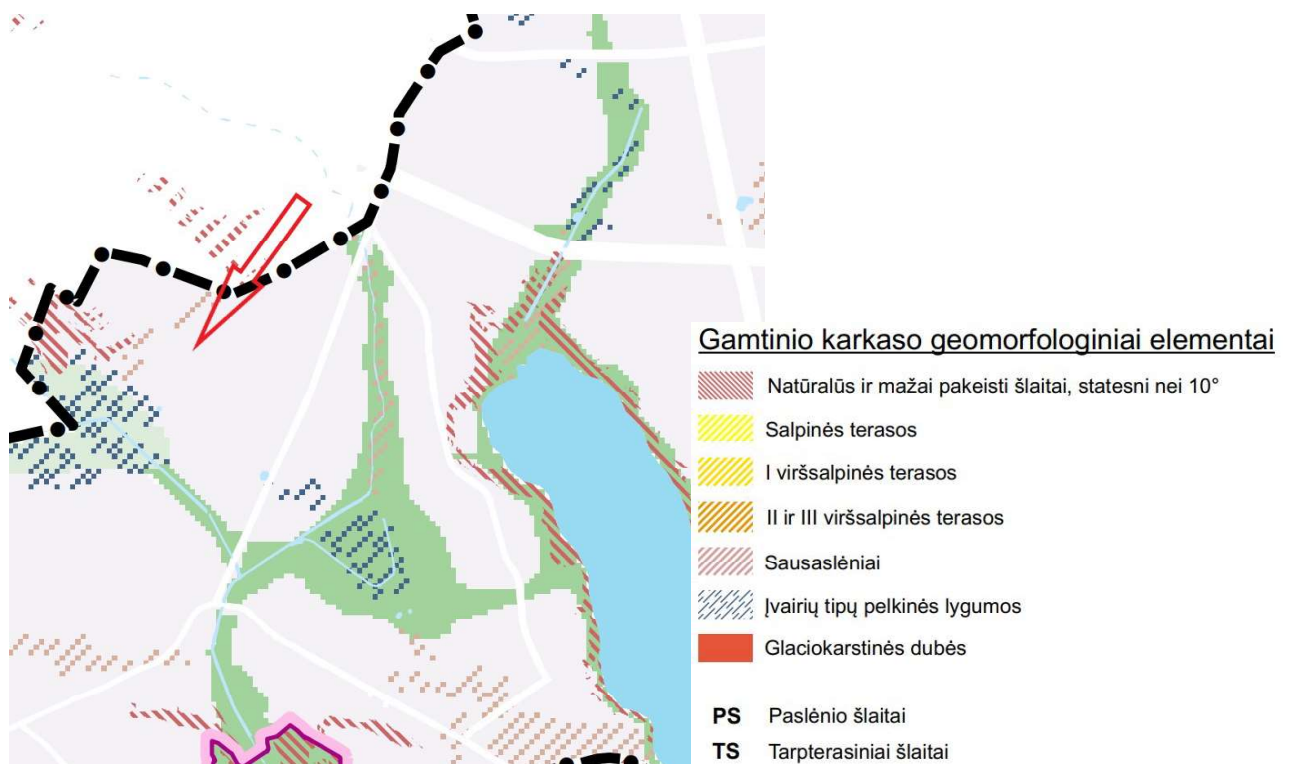 Gamtinio karkaso geomorfologiniai elementai
Natūralūs ir mažai pakeisti šlaitai, statesni nei 10°
Salpinės terasos
I viršsalpinės terasos
II ir III viršsalpinės terasos
Sausaslėniai
Įvairių tipų pelkinės lygumos
Glaciokarstinės dubės
PS Paslėnio šlaitai
TS Tarpterasiniai šlaitai